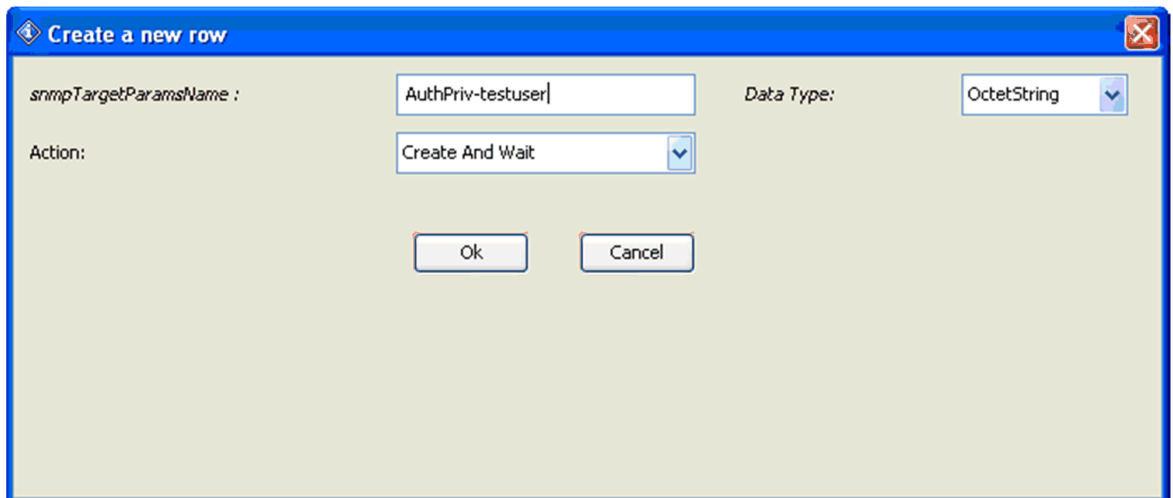 Create a new row
snmpTargetParamsName : AuthPriv-testuser Data Type: OctetString
Action: Create And Wait
Ok Cancel